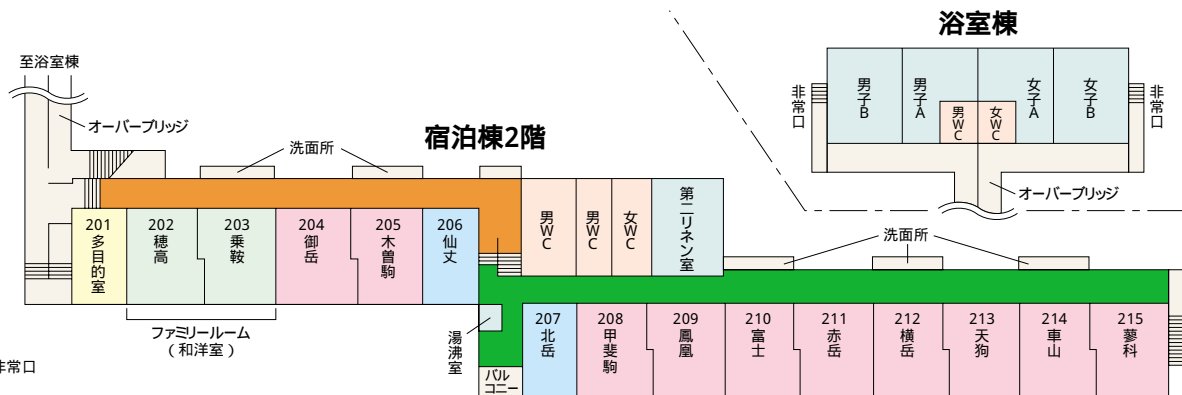 浴室棟
至浴室棟
オーバーブリッジ
洗面所
宿泊棟2階
非常口
男子B
男子A
男WC
女WC
女子A
女子B
非常口
オーバーブリッジ
201
多目的室
202
穂高
203
乗鞍
204
御岳
205
木曽駒
206
仙丈
男WC
男WC
女WC
第二リネン室
洗面所
ファミリールーム
(和洋室)
湯沸室
バル
コニー
207
北岳
208
甲斐駒
209
鳳凰
210
富士
211
赤岳
212
横岳
213
天狗
214
車山
215
蓼科
非常口